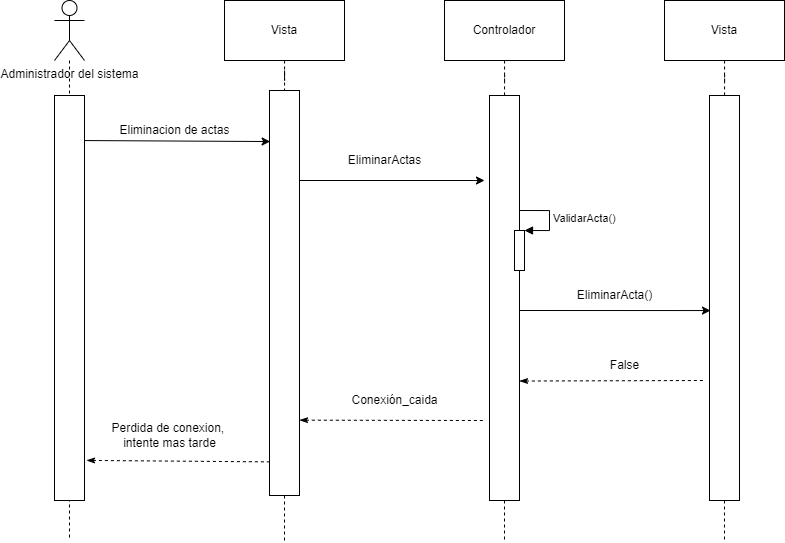 Vista
Controlador
Vista
Administrador del sistema
Eliminacion de actas
EliminarActas
ValidarActa()
EliminarActa()
False
Conexión_caida
Perdida de conexion,
intente mas tarde